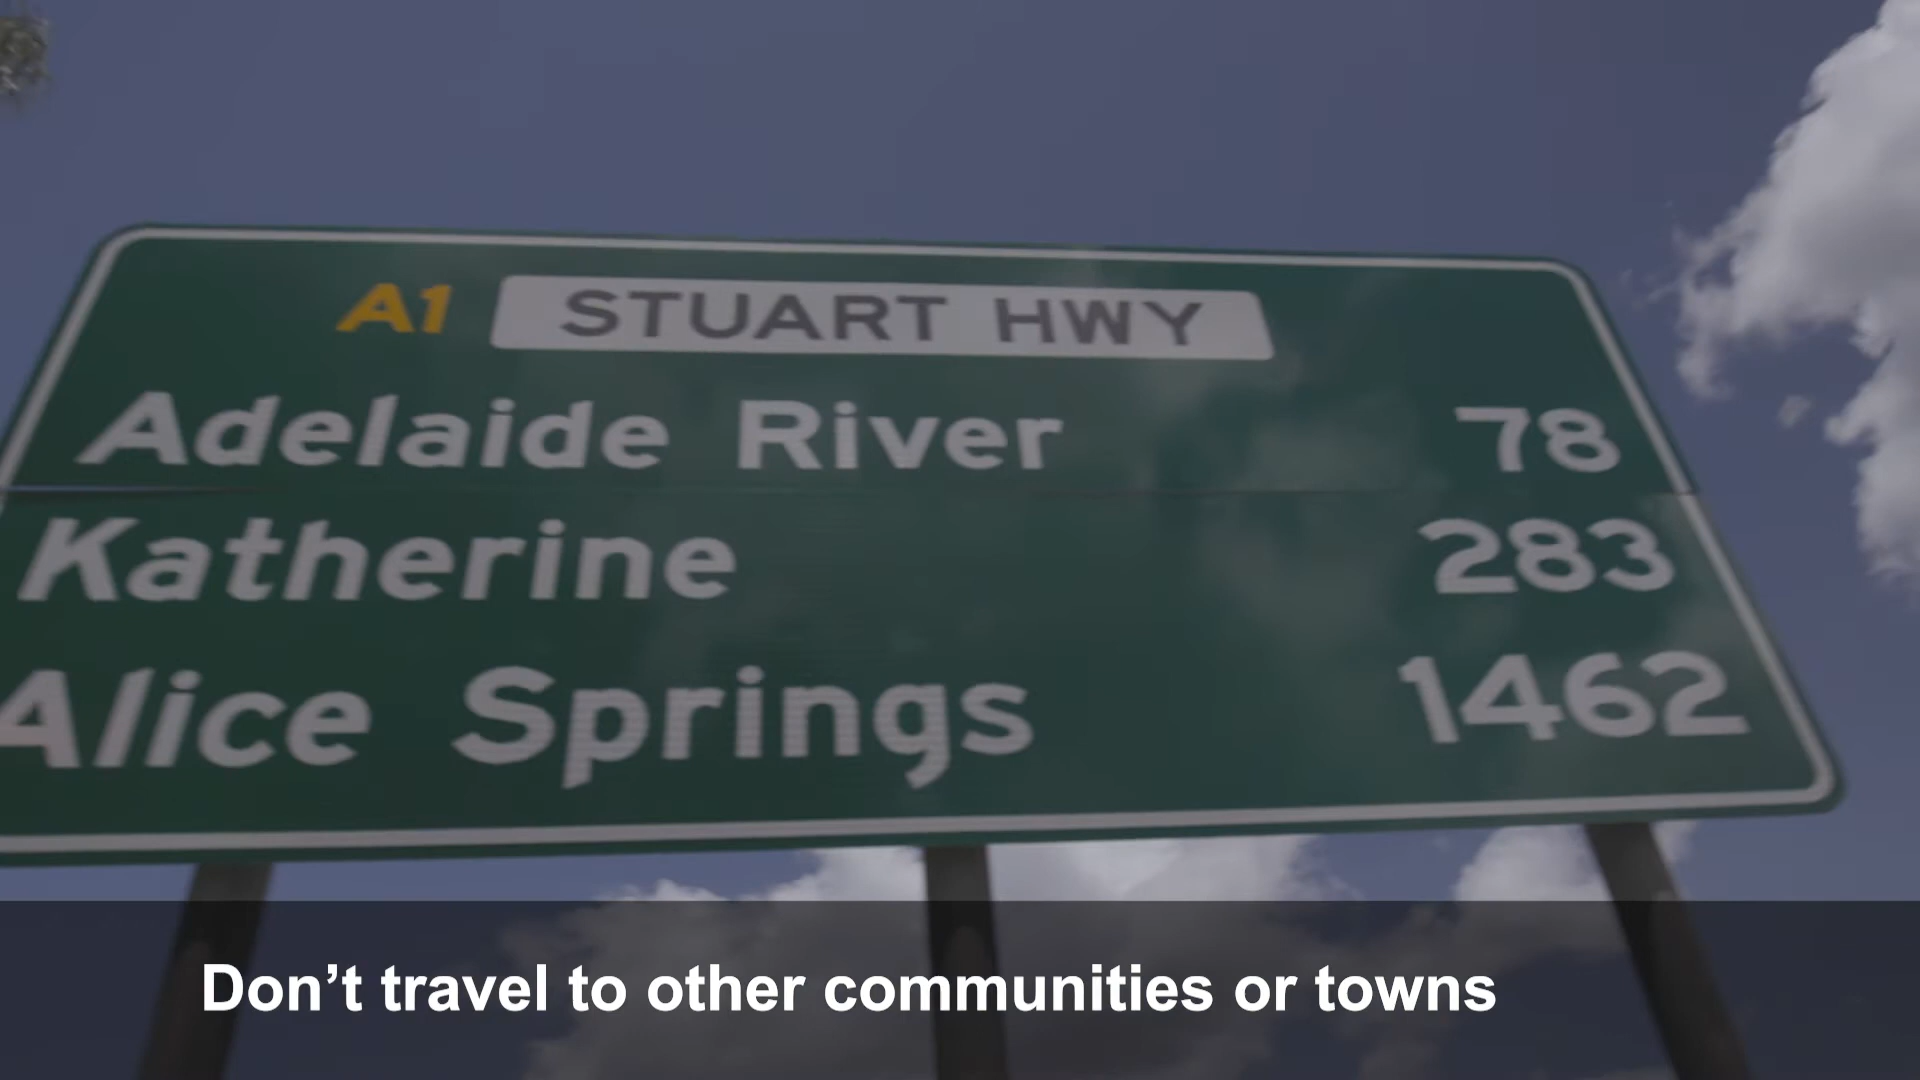 A1 STUART HWY
Adelaide River 78
Katherine 283
Alice Springs 1462
Don’t travel to other communities or towns